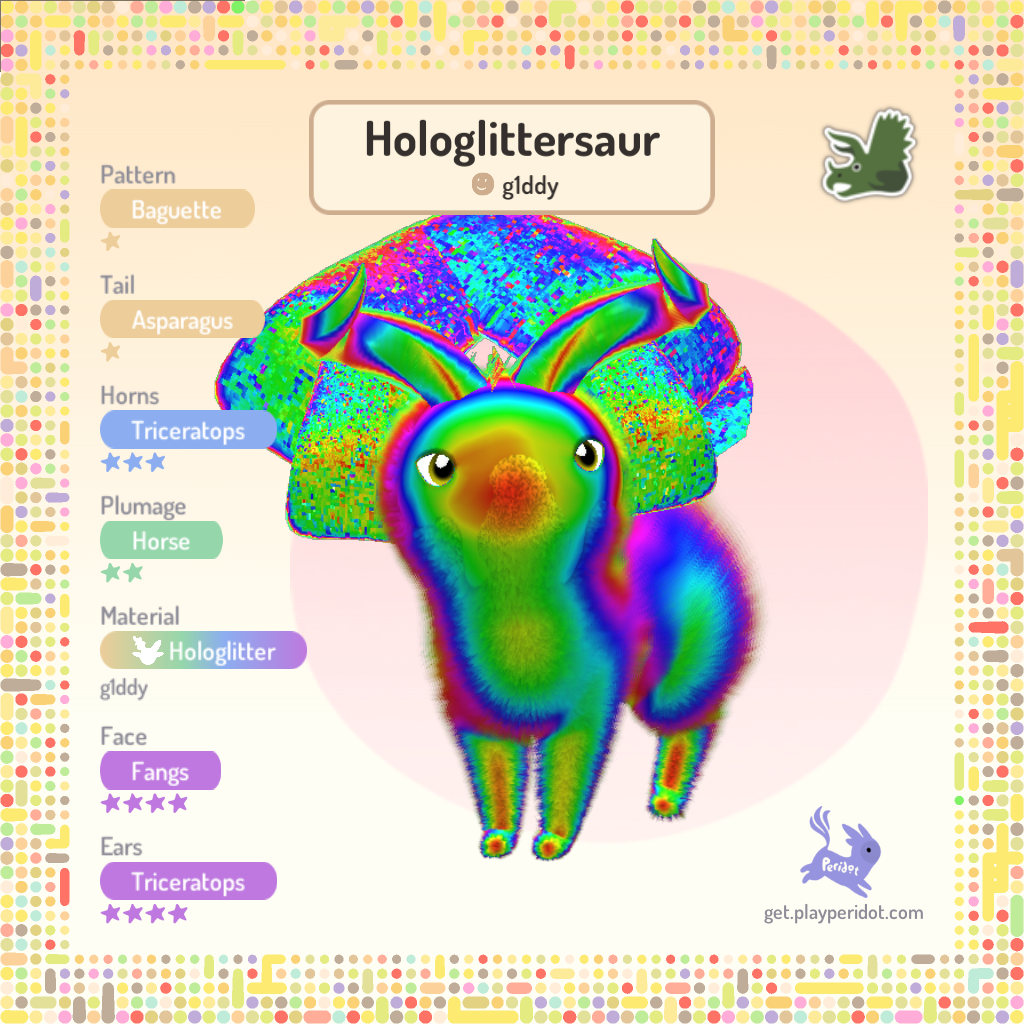 Hologlittersaur
g1ddy
Pattern
Baguette
Tail
Asparagus
Horns
Triceratops
Plumage
Horse
Material
Hologlitter
g1ddy
Face
Fangs
Ears
Triceratops
Peridot
get.playperidot.com